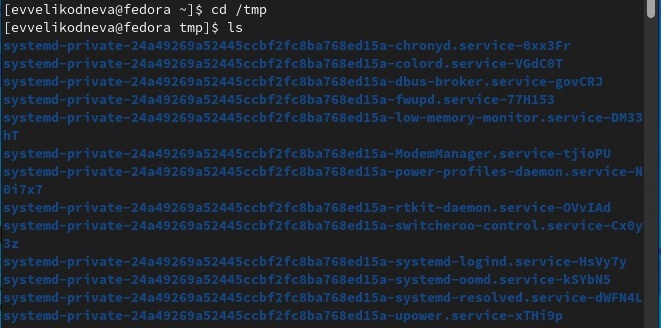 [evvelikodneva@fedora ~]$ cd /tmp
[evvelikodneva@fedora tmp]$ ls
systemd-private-24a49269a52445ccbf2fc8ba768ed15a-chronyd.service-0xx3Fr
systemd-private-24a49269a52445ccbf2fc8ba768ed15a-colord.service-VGdC0T
systemd-private-24a49269a52445ccbf2fc8ba768ed15a-dbus-broker.service-govCRJ
systemd-private-24a49269a52445ccbf2fc8ba768ed15a-fwupd.service-77H153
systemd-private-24a49269a52445ccbf2fc8ba768ed15a-low-memory-monitor.service-DM33
hT
systemd-private-24a49269a52445ccbf2fc8ba768ed15a-ModemManager.service-tjioPU
systemd-private-24a49269a52445ccbf2fc8ba768ed15a-power-profiles-daemon.service-N
0i7x7
systemd-private-24a49269a52445ccbf2fc8ba768ed15a-rtkit-daemon.service-OVvIAd
systemd-private-24a49269a52445ccbf2fc8ba768ed15a-switcheroo-control.service-Cx0y
3z
systemd-private-24a49269a52445ccbf2fc8ba768ed15a-systemd-logind.service-HsVy7y
systemd-private-24a49269a52445ccbf2fc8ba768ed15a-systemd-oomd.service-kSYbN5
systemd-private-24a49269a52445ccbf2fc8ba768ed15a-systemd-resolved.service-dWFN4L
systemd-private-24a49269a52445ccbf2fc8ba768ed15a-upower.service-xTHi9p